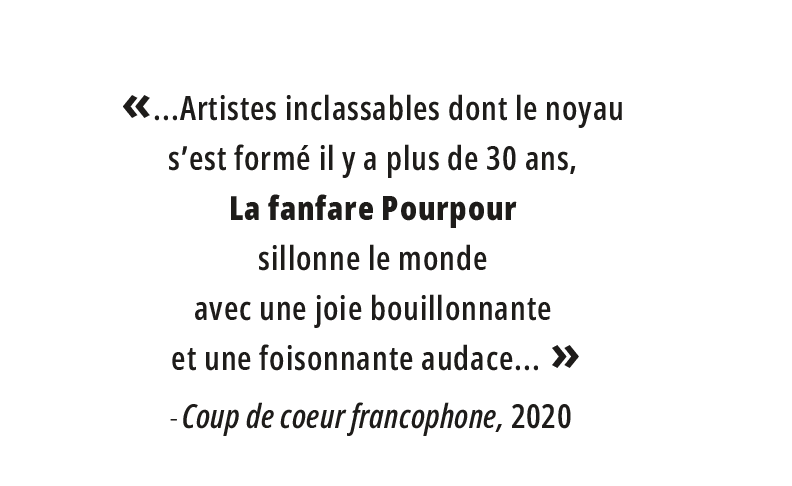 «...Artistes inclassables dont le noyau
s’est formé il y a plus de 30 ans,
La fanfare Pourpour
sillonne le monde
avec une joie bouillonnante
et une foisonnante audace... »
- Coup de coeur francophone, 2020